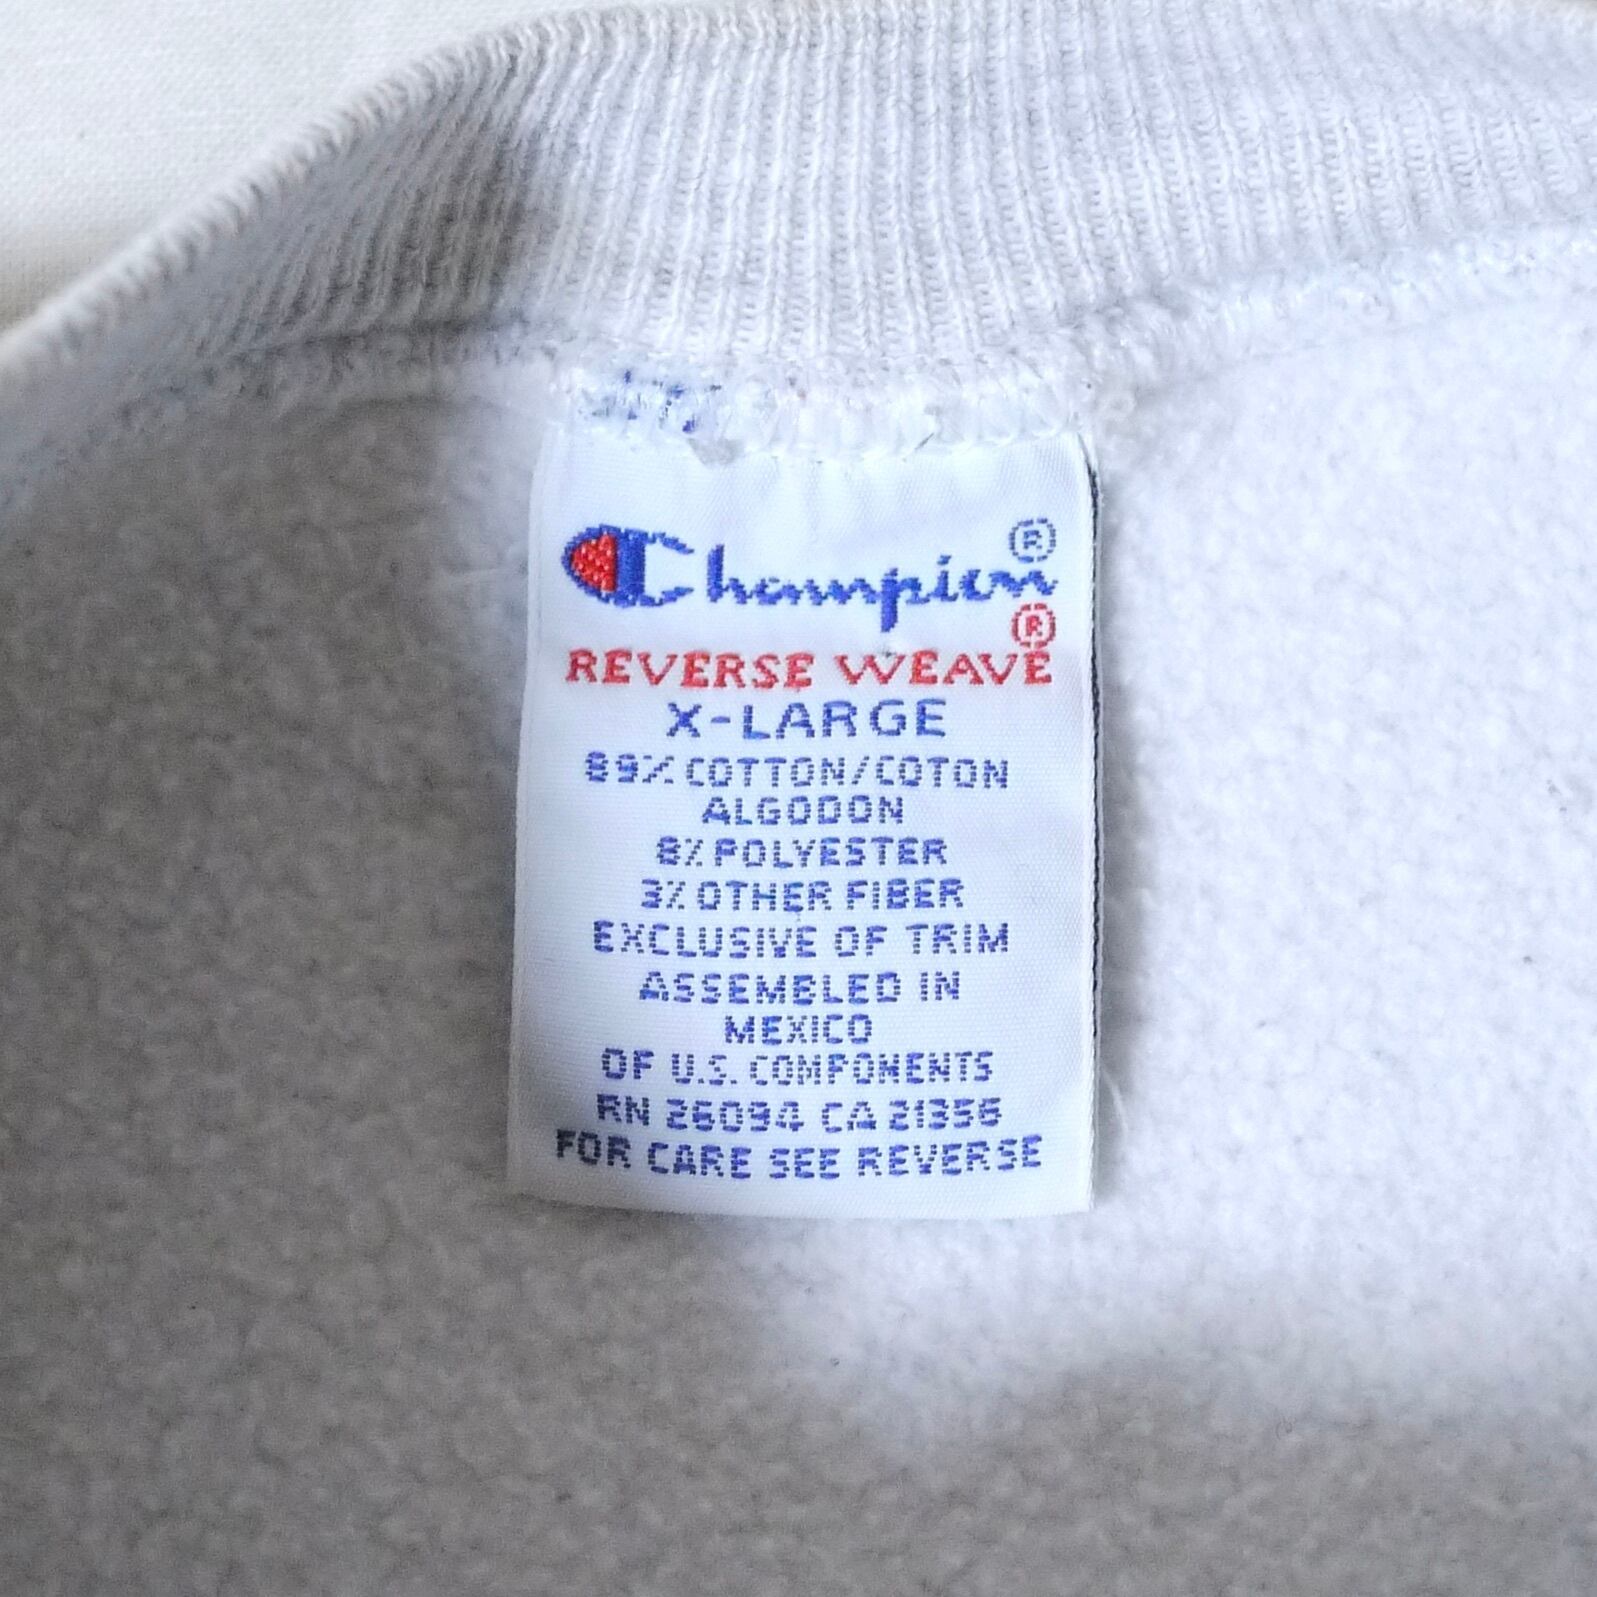 Champion®
REVERSE WEAVE®
X-LARGE
89% COTTON/COTON
ALGODON
8% POLYESTER
3% OTHER FIBER
EXCLUSIVE OF TRIM
ASSEMBLED IN
MEXICO
OF U.S. COMPONENTS
RN 26094 CA 21356
FOR CARE SEE REVERSE